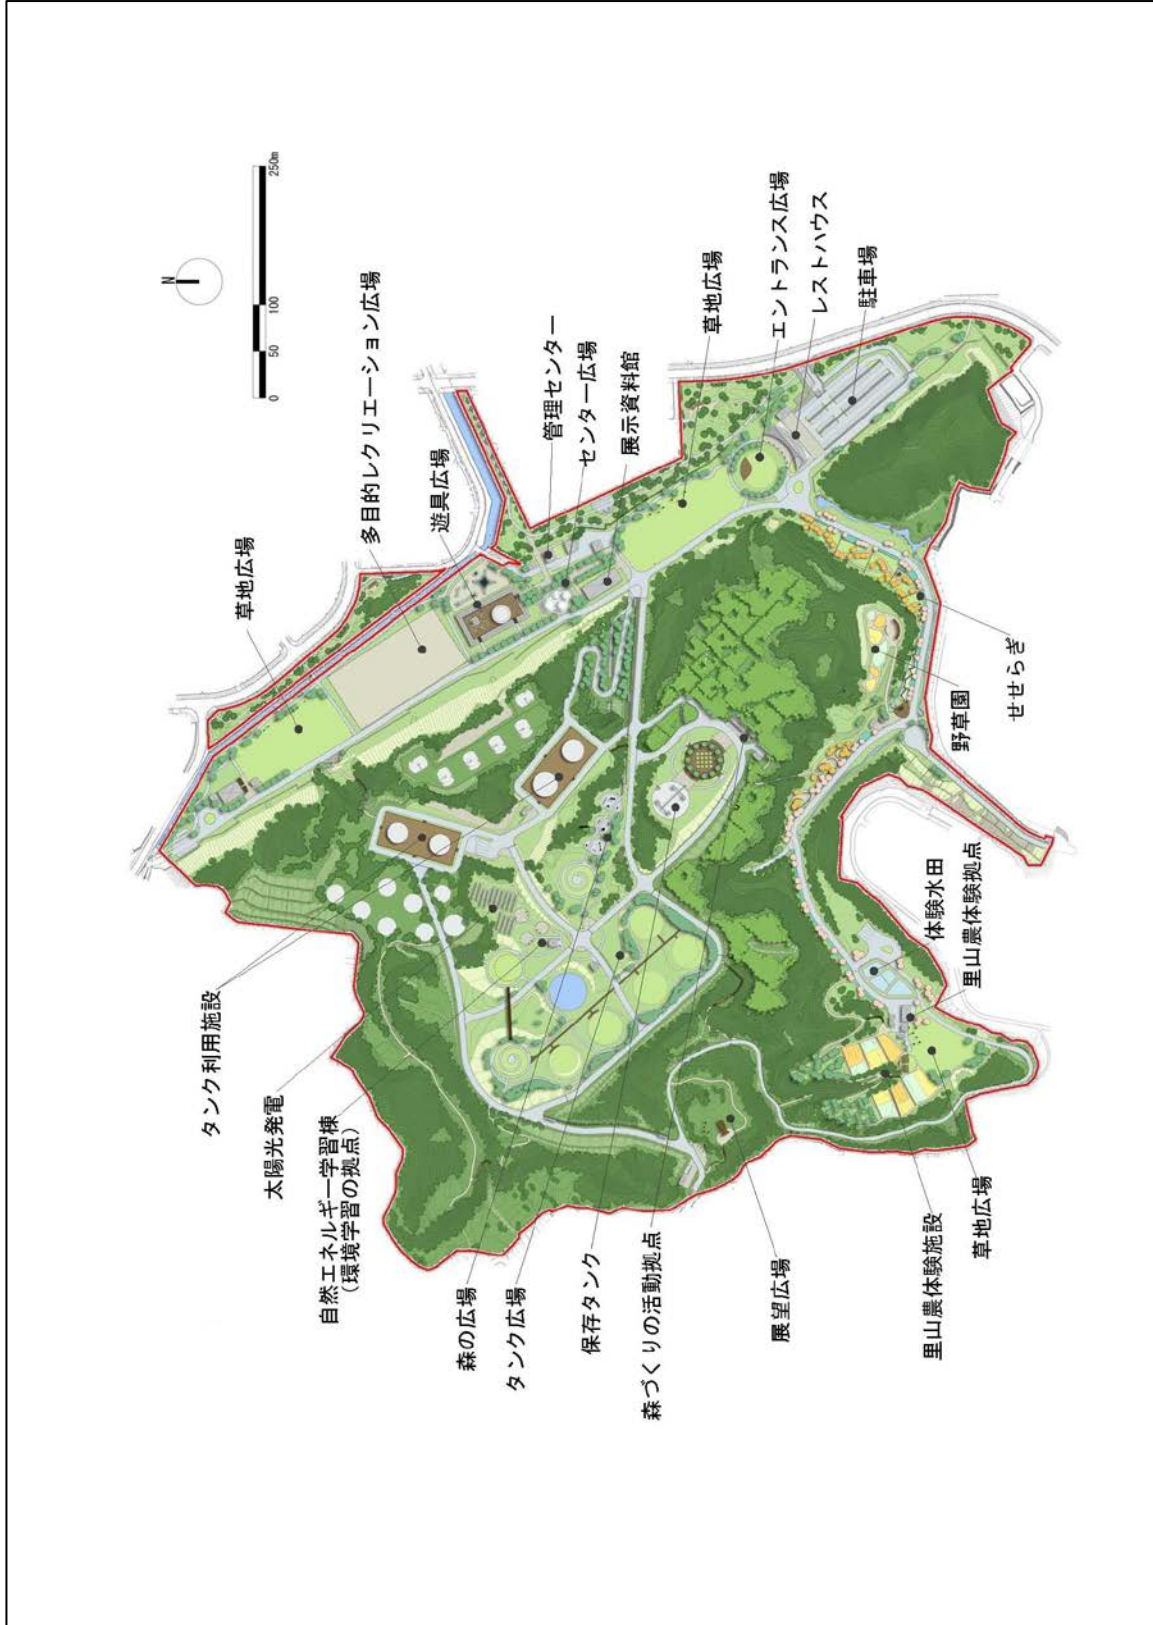 N
0 50 100 250m
タンク利用施設
草地広場
太陽光発電
自然エネルギー学習棟
（環境学習の拠点）
多目的レクリエーション広場
遊具広場
森の広場
タンク広場
管理センター
センター広場
保存タンク
展示資料館
森づくりの活動拠点
草地広場
エントランス広場
展望広場
レストハウス
駐車場
里山農体験施設
体験水田
野草園
里山農体験拠点
草地広場
せせらぎ